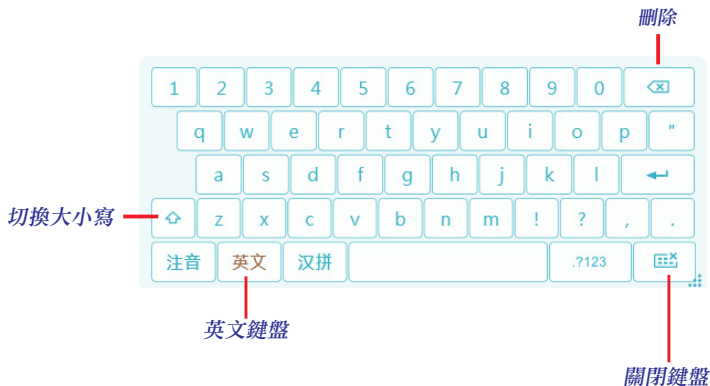 刪除
1 2 3 4 5 6 7 8 9 0
q w e r t y u i o p "
a s d f g h j k l
切換大小寫 z x c v b n m ! ? , .
注音 英文 汉拼 .?123
英文鍵盤
關閉鍵盤